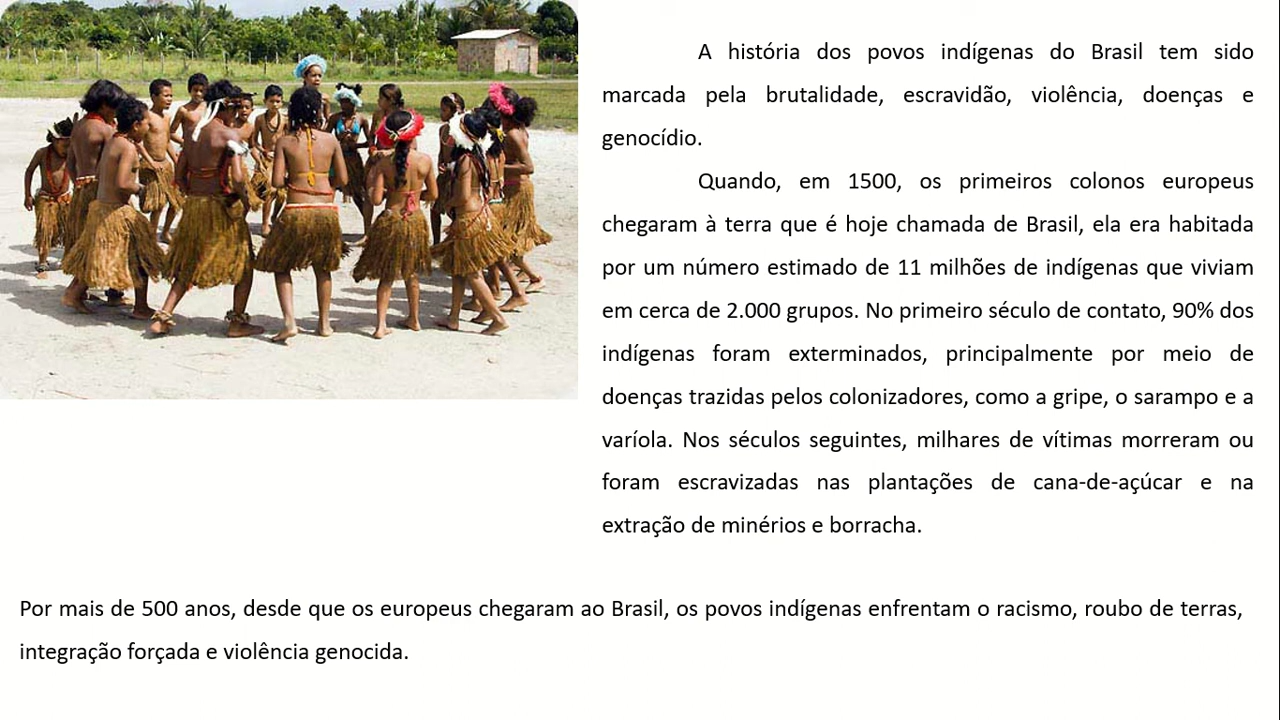 A história dos povos indígenas do Brasil tem sido
marcada pela brutalidade, escravidão, violência, doenças e
genocídio.
Quando, em 1500, os primeiros colonos europeus
chegaram à terra que é hoje chamada de Brasil, ela era habitada
por um número estimado de 11 milhões de indígenas que viviam
em cerca de 2.000 grupos. No primeiro século de contato, 90% dos
indígenas foram exterminados, principalmente por meio de
doenças trazidas pelos colonizadores, como a gripe, o sarampo e a
varíola. Nos séculos seguintes, milhares de vítimas morreram ou
foram escravizadas nas plantações de cana-de-açúcar e na
extração de minérios e borracha.
Por mais de 500 anos, desde que os europeus chegaram ao Brasil, os povos indígenas enfrentam o racismo, roubo de terras,
integração forçada e violência genocida.